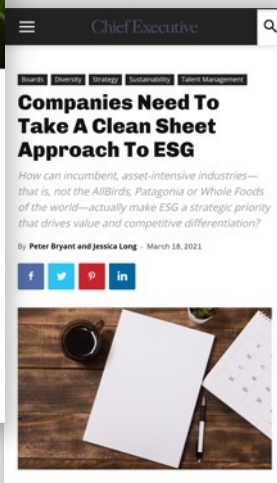 Chief Executive
Boards Diversity Strategy Sustainability Talent Management
Companies Need To
Take A Clean Sheet
Approach To ESG
How can incumbent, asset-intensive industries—
that is, not the AllBirds, Patagonia or Whole Foods
of the world—actually make ESG a strategic priority
that drives value and competitive differentiation?
By Peter Bryant and Jessica Long - March 18, 2021